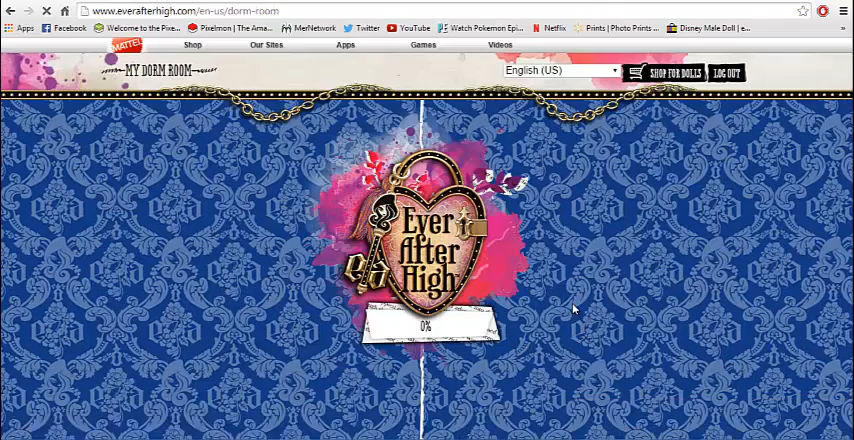 www.everafterhigh.com/en-us/dorm-room
Apps Facebook Welcome to the Pixe... Pixelmon | The Ama... MerNetwork Twitter YouTube Watch Pokemon Epi... Netflix Prints | Photo Prints ... Disney Male Doll | e...
MATTEL Shop Our Sites Apps Games Videos
MY DORM ROOM English (US) SHOP FOR DOLLS LOG OUT
Ever
After
High
0%